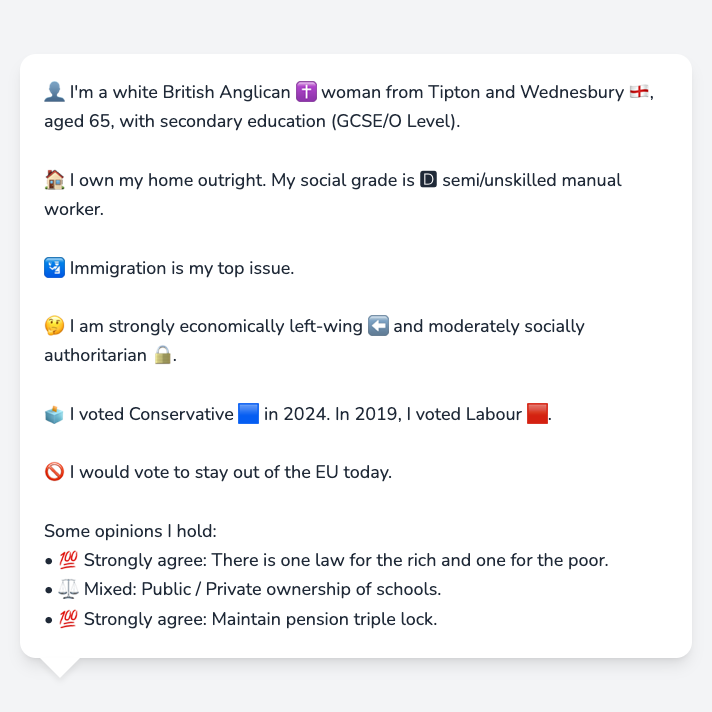 👤 I'm a white British Anglican ✝️ woman from Tipton and Wednesbury 🏴󠁧󠁢󠁥󠁮󠁧󠁿,
aged 65, with secondary education (GCSE/O Level).
🏠 I own my home outright. My social grade is 🅳 semi/unskilled manual
worker.
🛂 Immigration is my top issue.
🤔 I am strongly economically left-wing ⬅️ and moderately socially
authoritarian 🔒.
🗳️ I voted Conservative 🟦 in 2024. In 2019, I voted Labour 🟥.
🚫 I would vote to stay out of the EU today.
Some opinions I hold:
• 💯 Strongly agree: There is one law for the rich and one for the poor.
• ⚖️ Mixed: Public / Private ownership of schools.
• 💯 Strongly agree: Maintain pension triple lock.